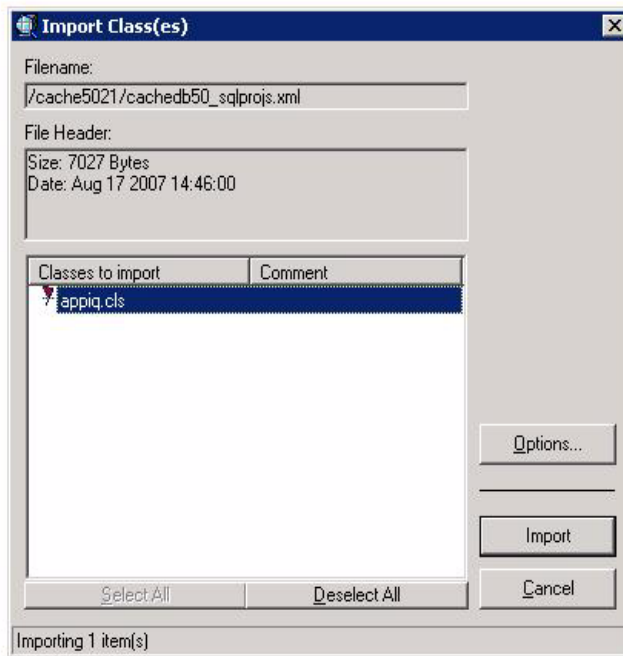 Import Class(es)
Filename:
/cache5021/cachedb50_sqlprojs.xml
File Header:
Size: 7027 Bytes
Date: Aug 17 2007 14:46:00
Classes to import Comment
appiq.cls
Options...
Import
Select All Deselect All Cancel
Importing 1 item(s)